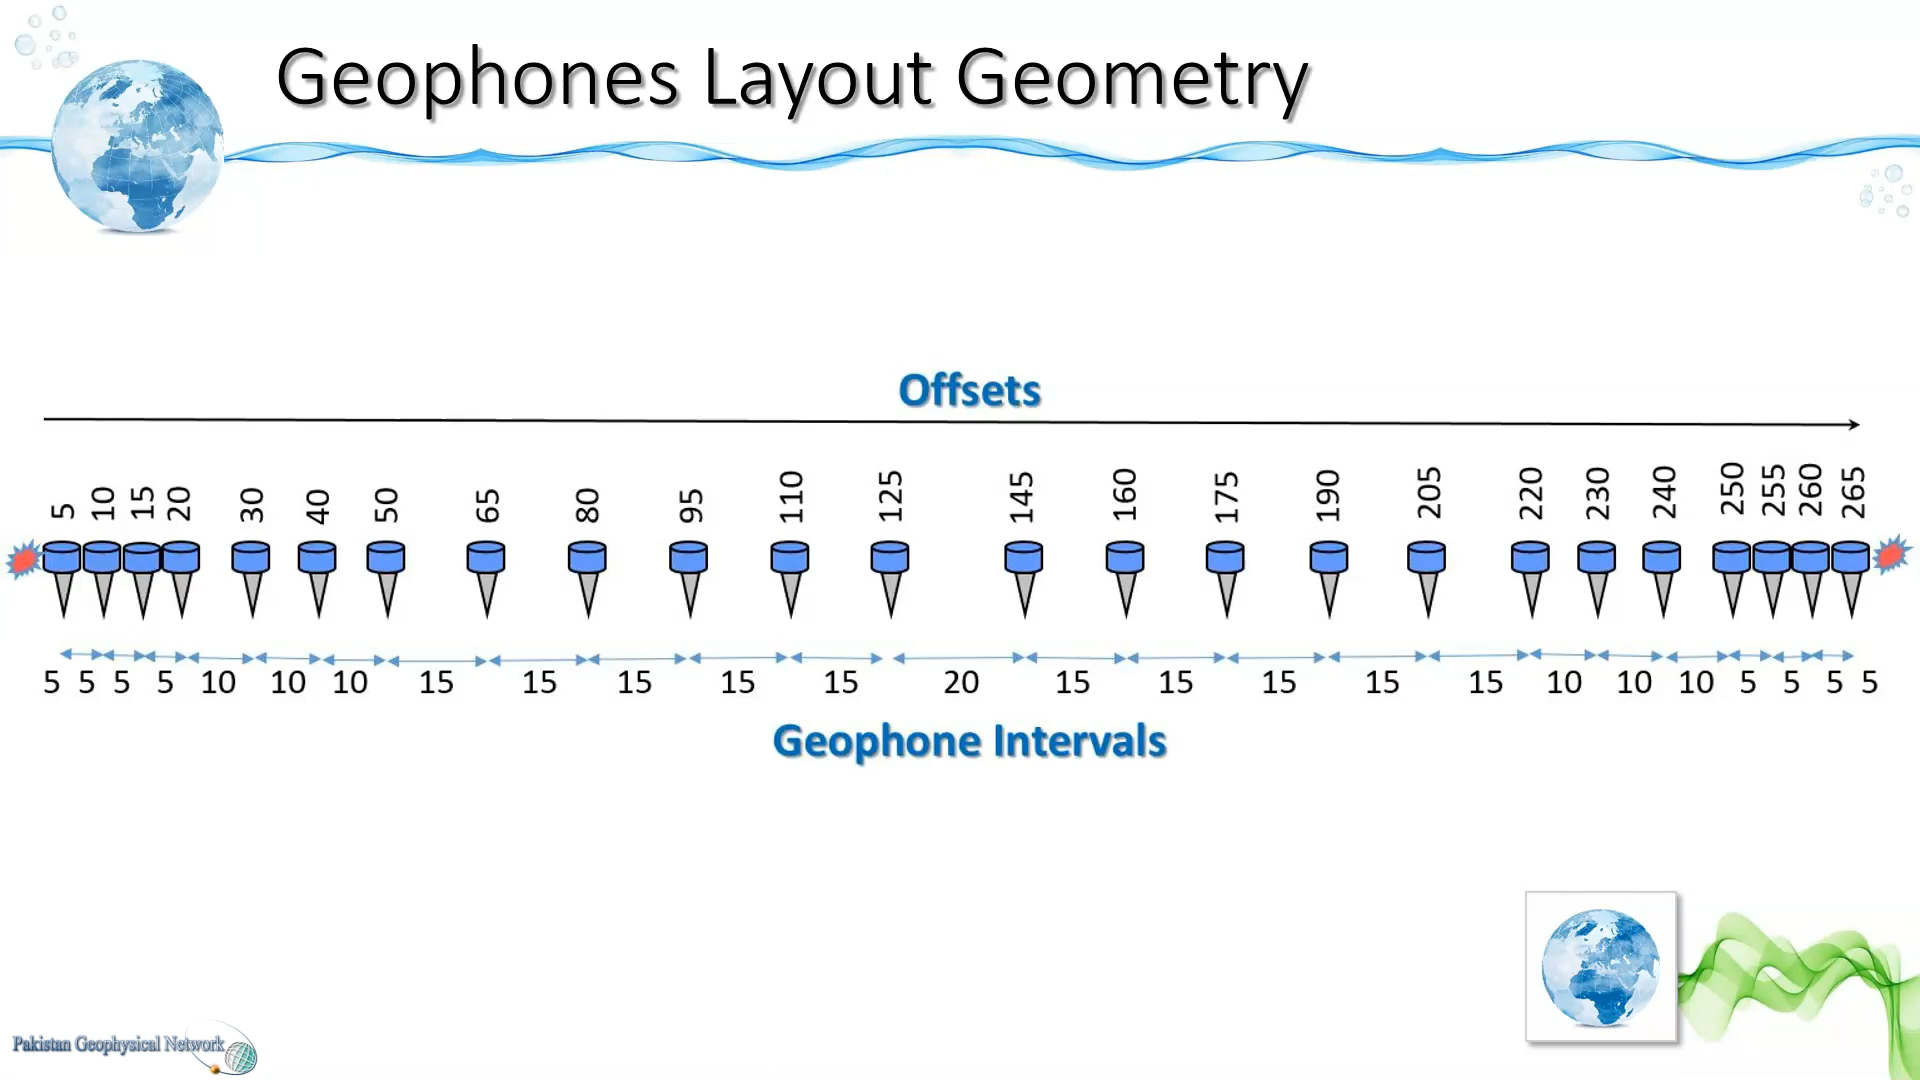 Geophones Layout Geometry
Offsets
5 10 15 20 30 40 50 65 80 95 110 125 145 160 175 190 205 220 230 240 250 255 260 265
5 5 5 5 10 10 10 15 15 15 15 15 20 15 15 15 15 15 10 10 10 5 5 5 5
Geophone Intervals
Pakistan Geophysical Network